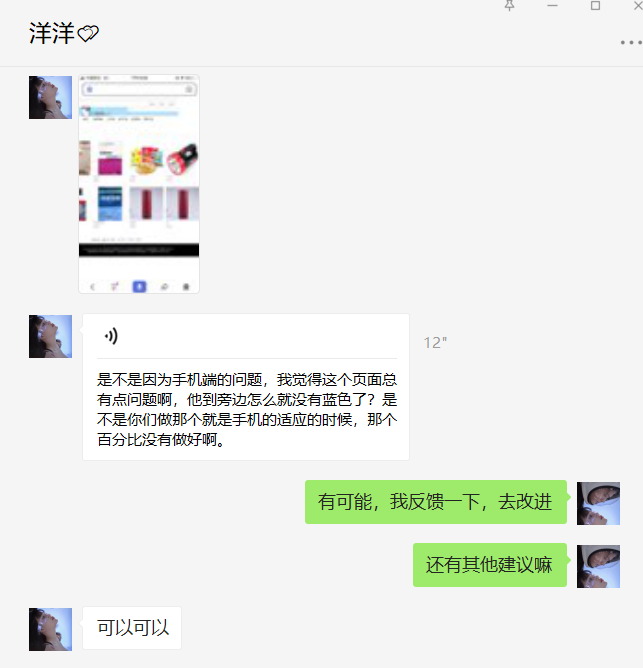 洋洋
12"
是不是因为手机端的问题，我觉得这个页面总
有点问题啊，他到旁边怎么就没有蓝色了？是
不是你们做那个就是手机的适应的时候，那个
百分比没有做好啊。
有可能，我反馈一下，去改进
还有其他建议嘛
可以可以